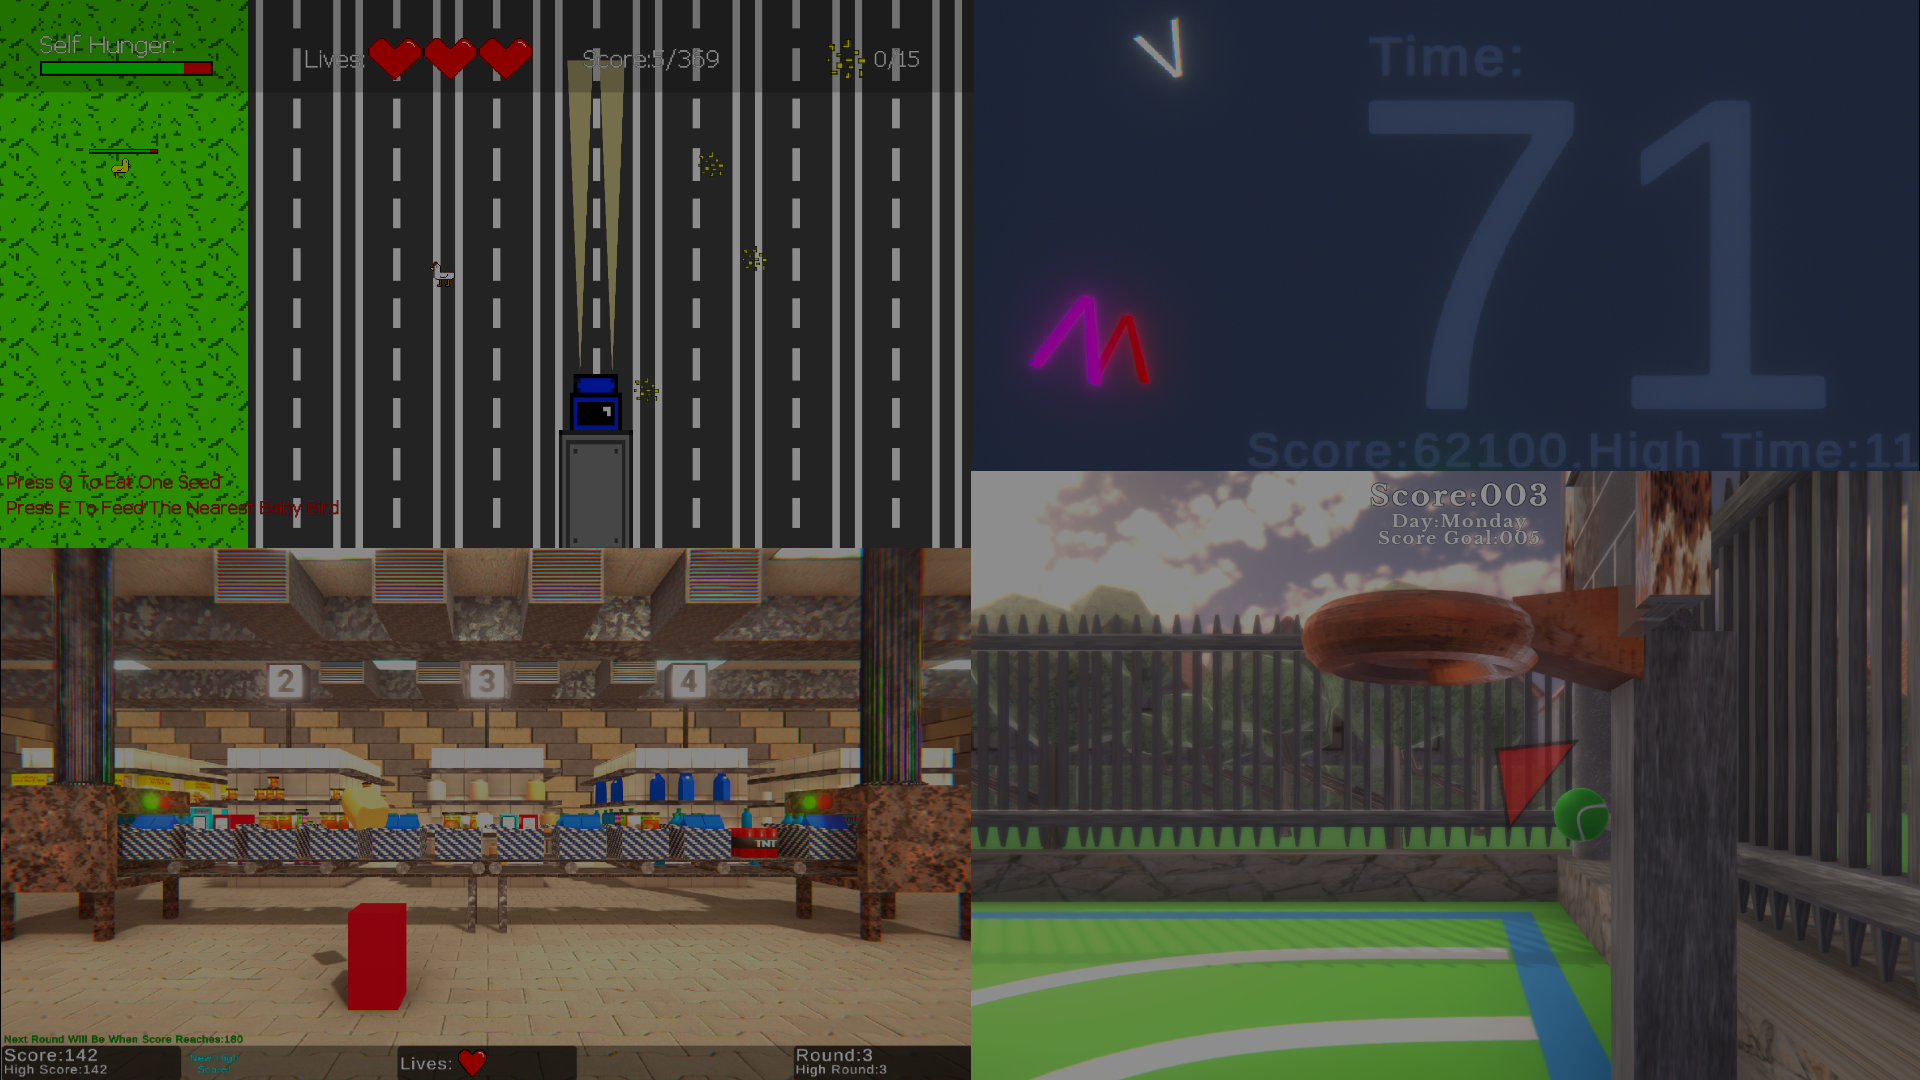 Self Hunger:
Lives:
Score:5/369
0/15
Press Q To Eat One Seed
Press E To Feed The Nearest Baby Bird
Time:
71
Score:62100.High Time:11
Score:003
Day:Monday
Score Goal:005
2
3
4
TNT
Next Round Will Be When Score Reaches:180
Score:142
High Score:142
New High
Score!
Lives:
Round:3
High Round:3